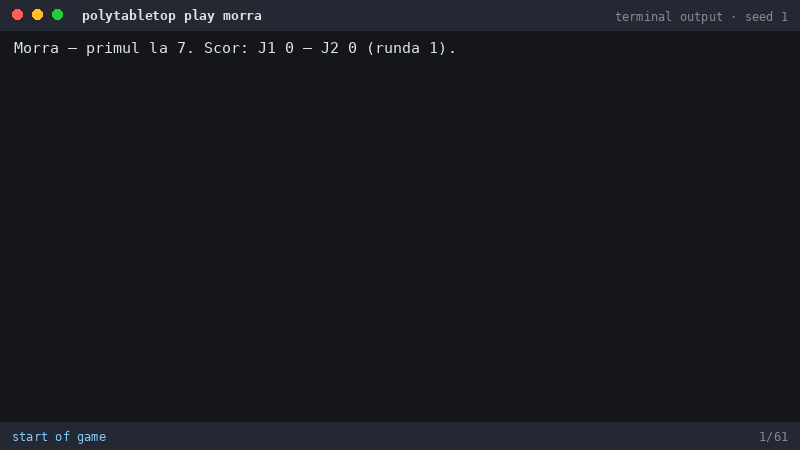 polytabletop play morra
terminal output · seed 1
Morra — primul la 7. Scor: J1 0 — J2 0 (runda 1).
start of game
1/61